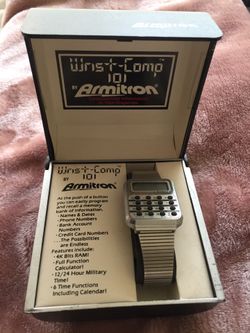 Wrist-Comp™
101
BY Armitron®
Wrist-Comp
101
BY
Armitron
As the push of a button
you can easily program
and recall a memory
bank of information.
- Names & Dates
- Phone Numbers
- Bank Account
Numbers
- Credit Card Numbers
... The Possibilities
are Endless
Features include:
- 4K Bits RAM!
- Full Function
Calculator!
- 12/24 Hour Military
Time!
- 6 Time Functions
Including Calendar!